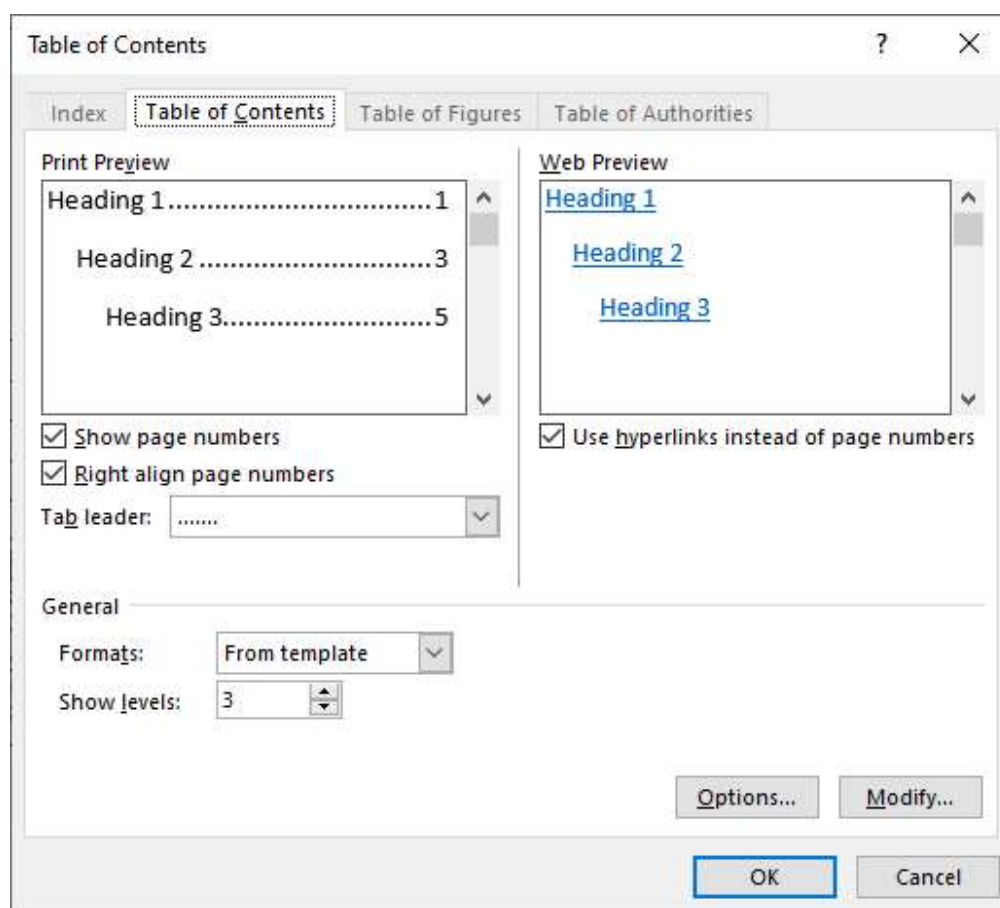 Table of Contents ?
Index Table of Contents Table of Figures Table of Authorities
Print Preview
Heading 1..................................1
Heading 2..............................3
Heading 3...........................5
Show page numbers
Right align page numbers
Tab leader: .......
Web Preview
Heading 1
Heading 2
Heading 3
Use hyperlinks instead of page numbers
General
Formats: From template
Show levels: 3
Options... Modify...
OK Cancel